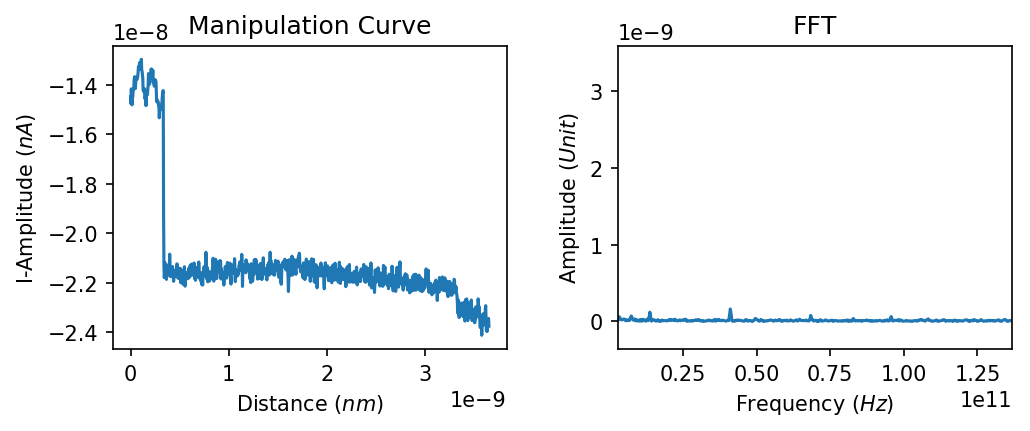 Manipulation Curve
1e−8
−1.4
−1.6
−1.8
−2.0
−2.2
−2.4
I-Amplitude (nA)
0
1
2
3
1e−9
Distance (nm)
FFT
1e−9
3
2
1
0
Amplitude (Unit)
0.25
0.50
0.75
1.00
1.25
1e11
Frequency (Hz)